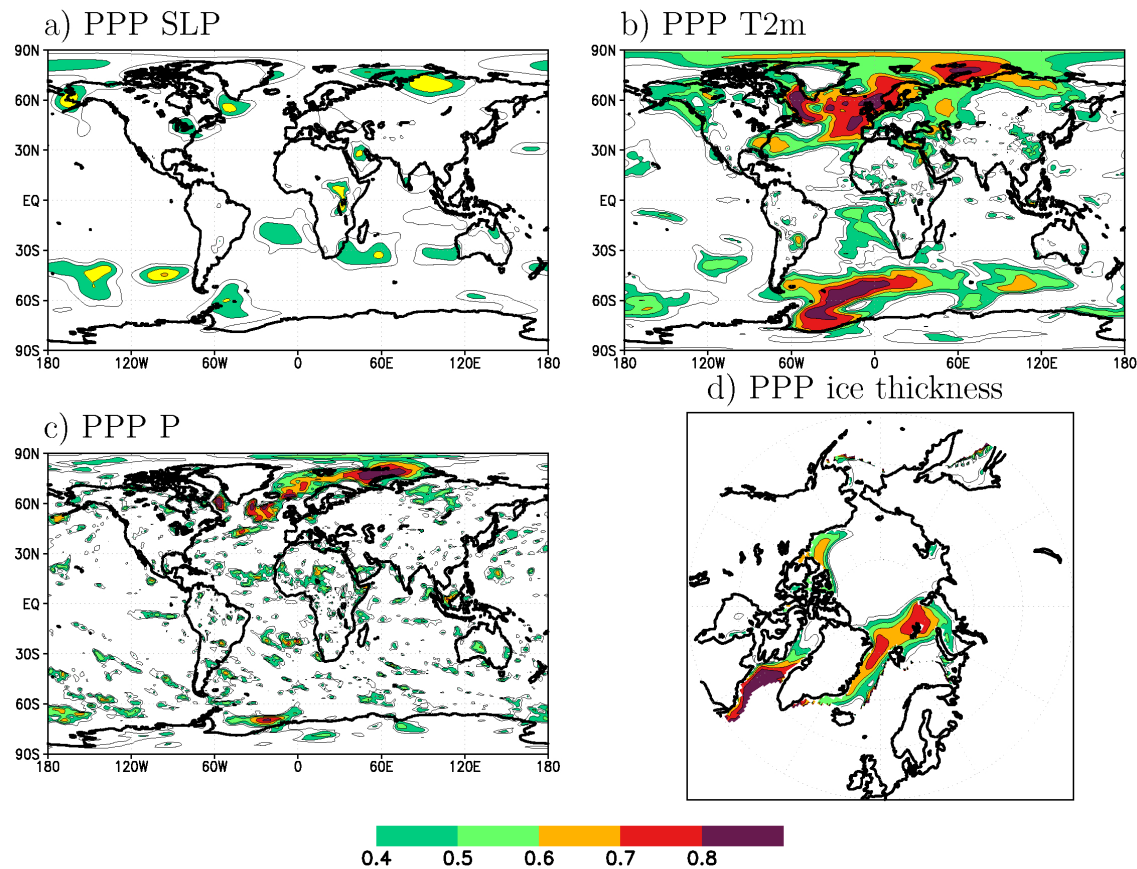 a) PPP SLP
90N
60N
30N
EQ
30S
60S
90S
180 120W 60W 0 60E 120E 180
b) PPP T2m
90N
60N
30N
EQ
30S
60S
90S
180 120W 60W 0 60E 120E 180
c) PPP P
90N
60N
30N
EQ
30S
60S
90S
180 120W 60W 0 60E 120E 180
d) PPP ice thickness
0.4 0.5 0.6 0.7 0.8